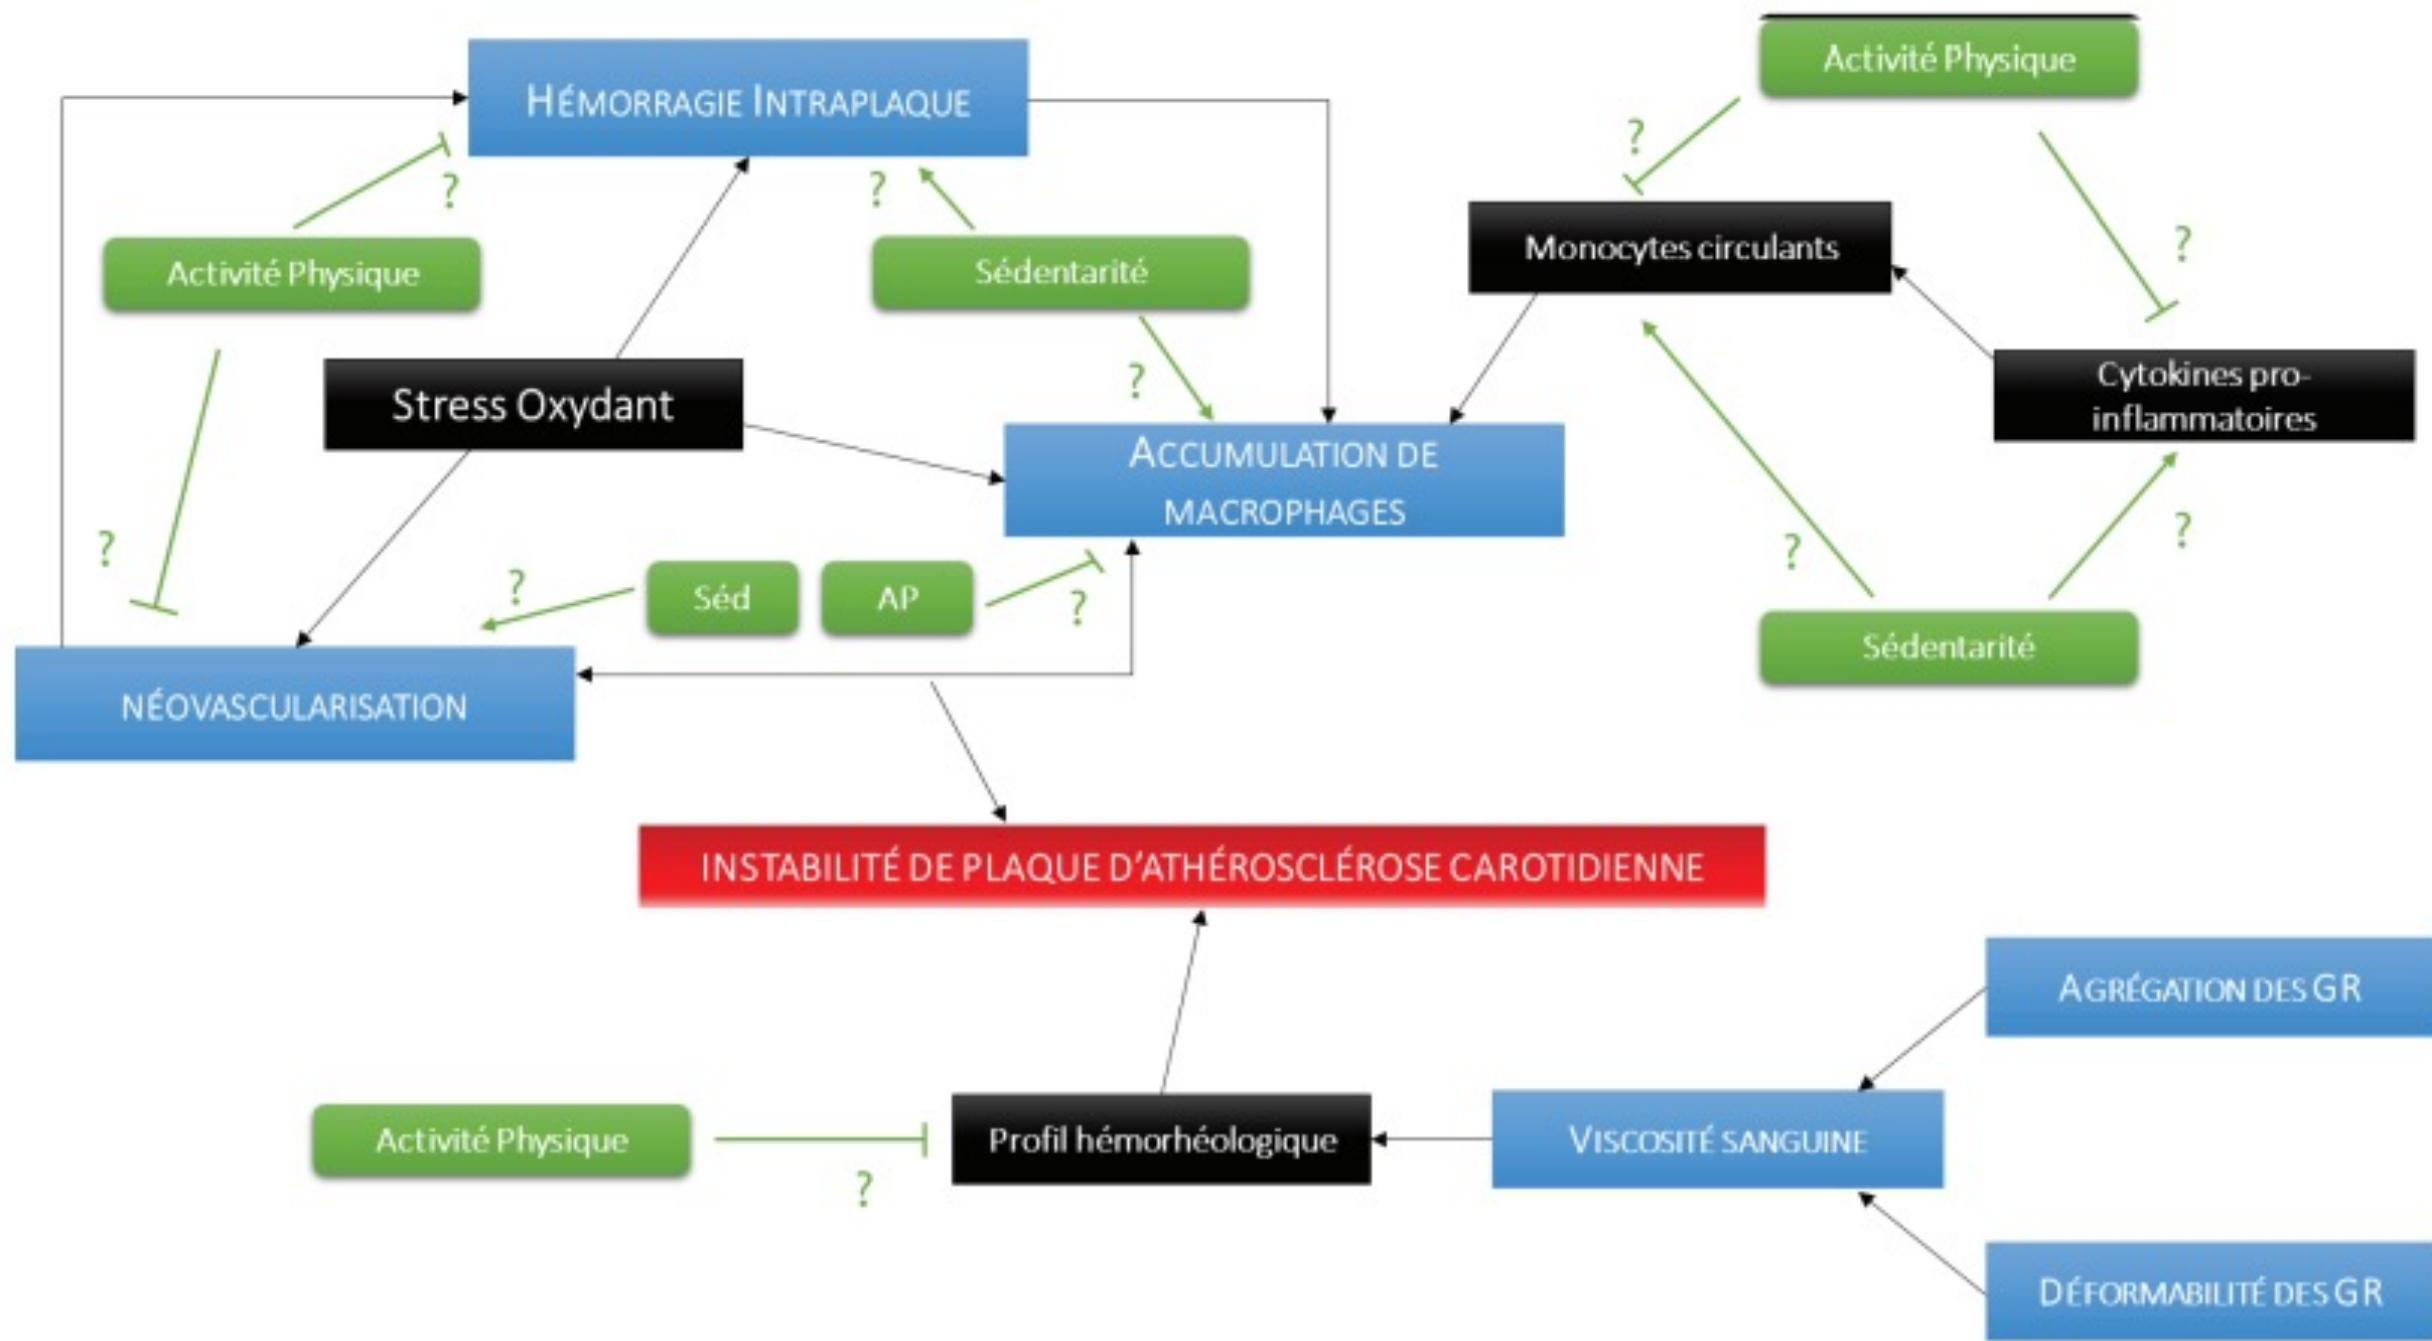 Activité Physique
HÉMORRAGIE INTRAPLAQUE
?
?
?
Monocytes circulants
?
Activité Physique
Sédentarité
Stress Oxydant
?
Cytokines pro-
inflammatoires
ACCUMULATION DE
MACROPHAGES
?
?
?
?
Séd
AP
?
Sédentarité
NÉOVASCULARISATION
INSTABILITÉ DE PLAQUE D'ATHÉROSCLÉROSE CAROTIDIENNE
AGRÉGATION DES GR
Activité Physique
?
Profil hémorhéologique
VISCOSITÉ SANGUINE
DÉFORMABILITÉ DES GR